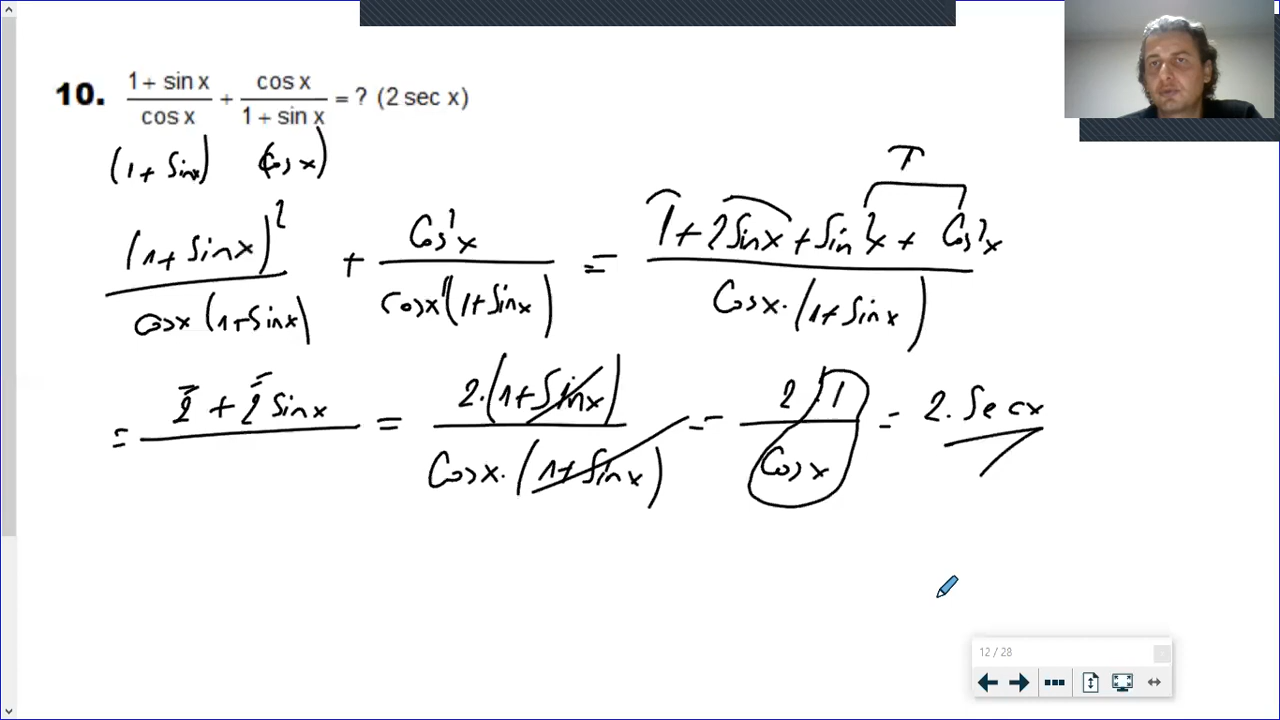 10. (1 + sin x)/(cos x) + (cos x)/(1 + sin x) = ? (2 sec x)
(1 + Sinx) (Cos x)
1
(1+ Sinx)²/(Cosx (1+Sinx)) + Cos²x/(Cosx (1+Sinx)) = (1 + 2Sinx + Sin²x + Cos²x)/(Cosx · (1+Sinx))
= 2 + 2 Sinx = 2·(1+Sinx)/(Cosx · (1+Sinx)) = 2 · 1/(Cosx) = 2. Secx
12 / 28